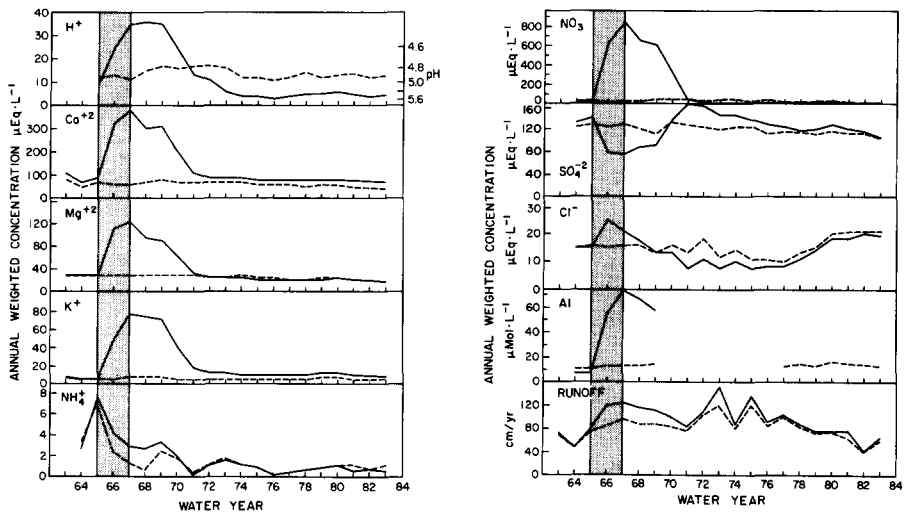 ANNUAL WEIGHTED CONCENTRATION µEq·L⁻¹
H⁺
40
30
20
10
0
4.6
4.8
5.0
5.6
pH
Ca⁺²
300
200
100
0
Mg⁺²
120
80
40
0
K⁺
80
60
40
20
0
NH₄⁺
8
6
4
2
0
64 66 68 70 72 74 76 78 80 82 84
WATER YEAR
ANNUAL WEIGHTED CONCENTRATION
NO₃
µEq·L⁻¹
800
600
400
200
0
SO₄⁻²
µEq·L⁻¹
160
120
80
40
0
Cl⁻
µEq·L⁻¹
30
20
10
0
Al
µMol·L⁻¹
60
40
20
0
RUNOFF
cm/yr
120
80
40
0
64 66 68 70 72 74 76 78 80 82 84
WATER YEAR